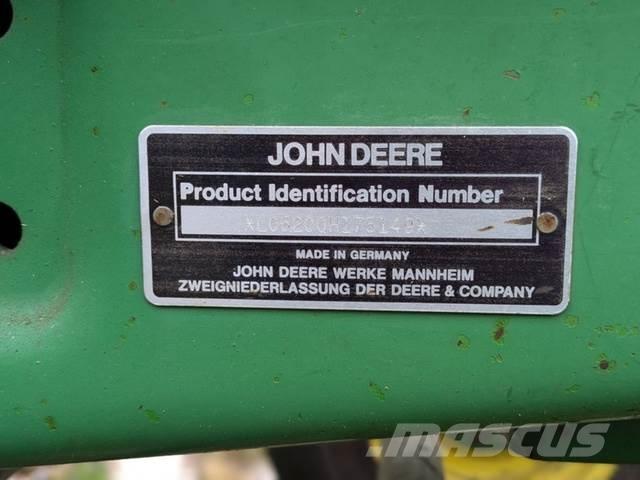 JOHN DEERE
Product Identification Number
MADE IN GERMANY
JOHN DEERE WERKE MANNHEIM
ZWEIGNIEDERLASSUNG DER DEERE & COMPANY
MASCUS